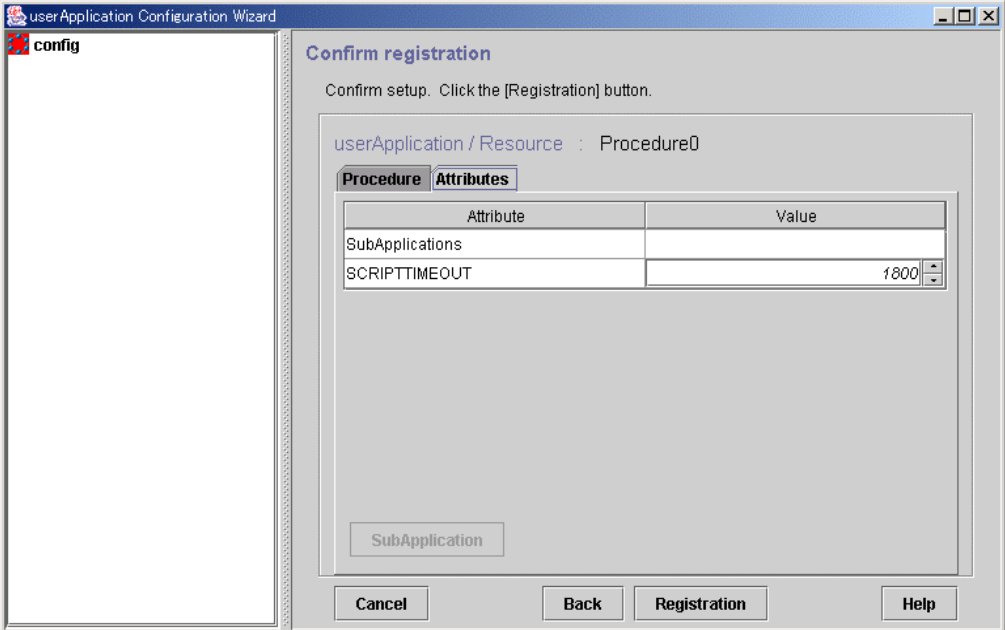 userApplication Configuration Wizard
config
Confirm registration
Confirm setup. Click the [Registration] button.
userApplication / Resource : Procedure0
Procedure Attributes
Attribute Value
SubApplications
SCRIPTTIMEOUT 1800
SubApplication
Cancel Back Registration Help